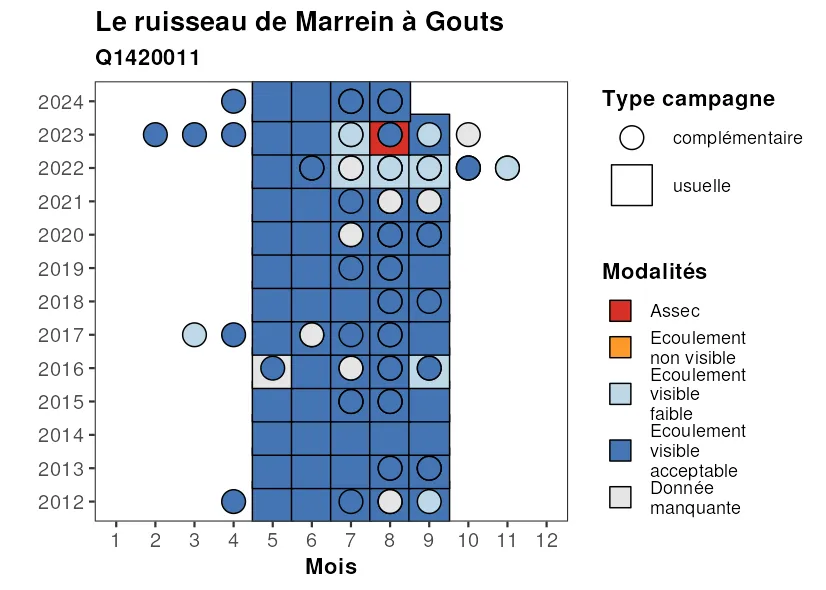 Le ruisseau de Marrein à Gouts
Q1420011
2024
2023
2022
2021
2020
2019
2018
2017
2016
2015
2014
2013
2012
1 2 3 4 5 6 7 8 9 10 11 12
Mois
Type campagne
complémentaire
usuelle
Modalités
Assec
Ecoulement
non visible
Ecoulement
visible
faible
Ecoulement
visible
acceptable
Donnée
manquante